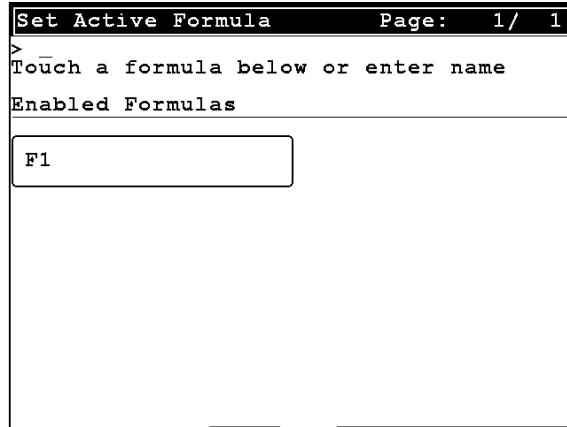 Set Active Formula Page: 1/ 1
> _
Touch a formula below or enter name
Enabled Formulas
F1